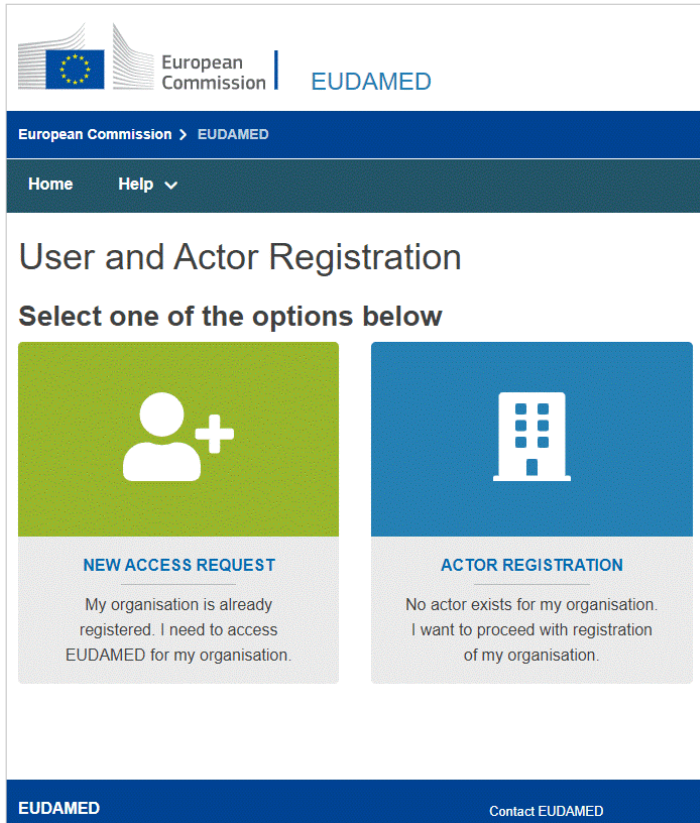 European
Commission
EUDAMED
European Commission > EUDAMED
Home Help
User and Actor Registration
Select one of the options below
NEW ACCESS REQUEST
My organisation is already
registered. I need to access
EUDAMED for my organisation.
ACTOR REGISTRATION
No actor exists for my organisation.
I want to proceed with registration
of my organisation.
EUDAMED
Contact EUDAMED